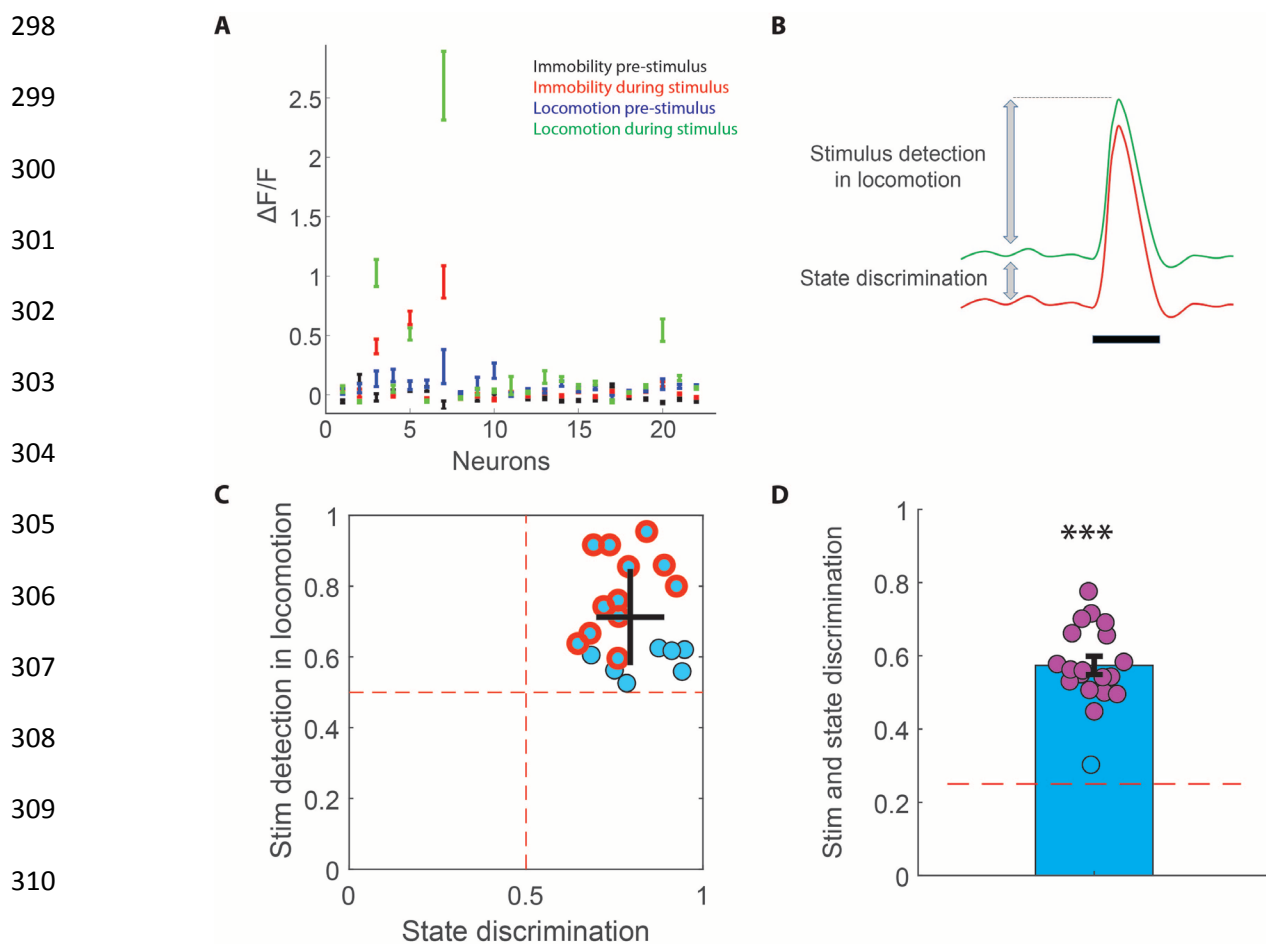 298
299
300
301
302
303
304
305
306
307
308
309
310
A
Immobility pre-stimulus
Immobility during stimulus
Locomotion pre-stimulus
Locomotion during stimulus
ΔF/F
2.5
2
1.5
1
0.5
0
0
5
10
15
20
Neurons
B
Stimulus detection
in locomotion
State discrimination
C
Stim detection in locomotion
1
0.8
0.6
0.4
0.2
0
0
0.5
1
State discrimination
D
Stim and state discrimination
1
0.8
0.6
0.4
0.2
0
***